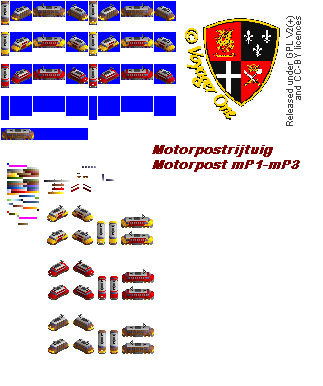 © Voyager One
Released under GPL V2(+)
and CC-BY licences
Motorpostrijtuig
Motorpost mP1-mP3